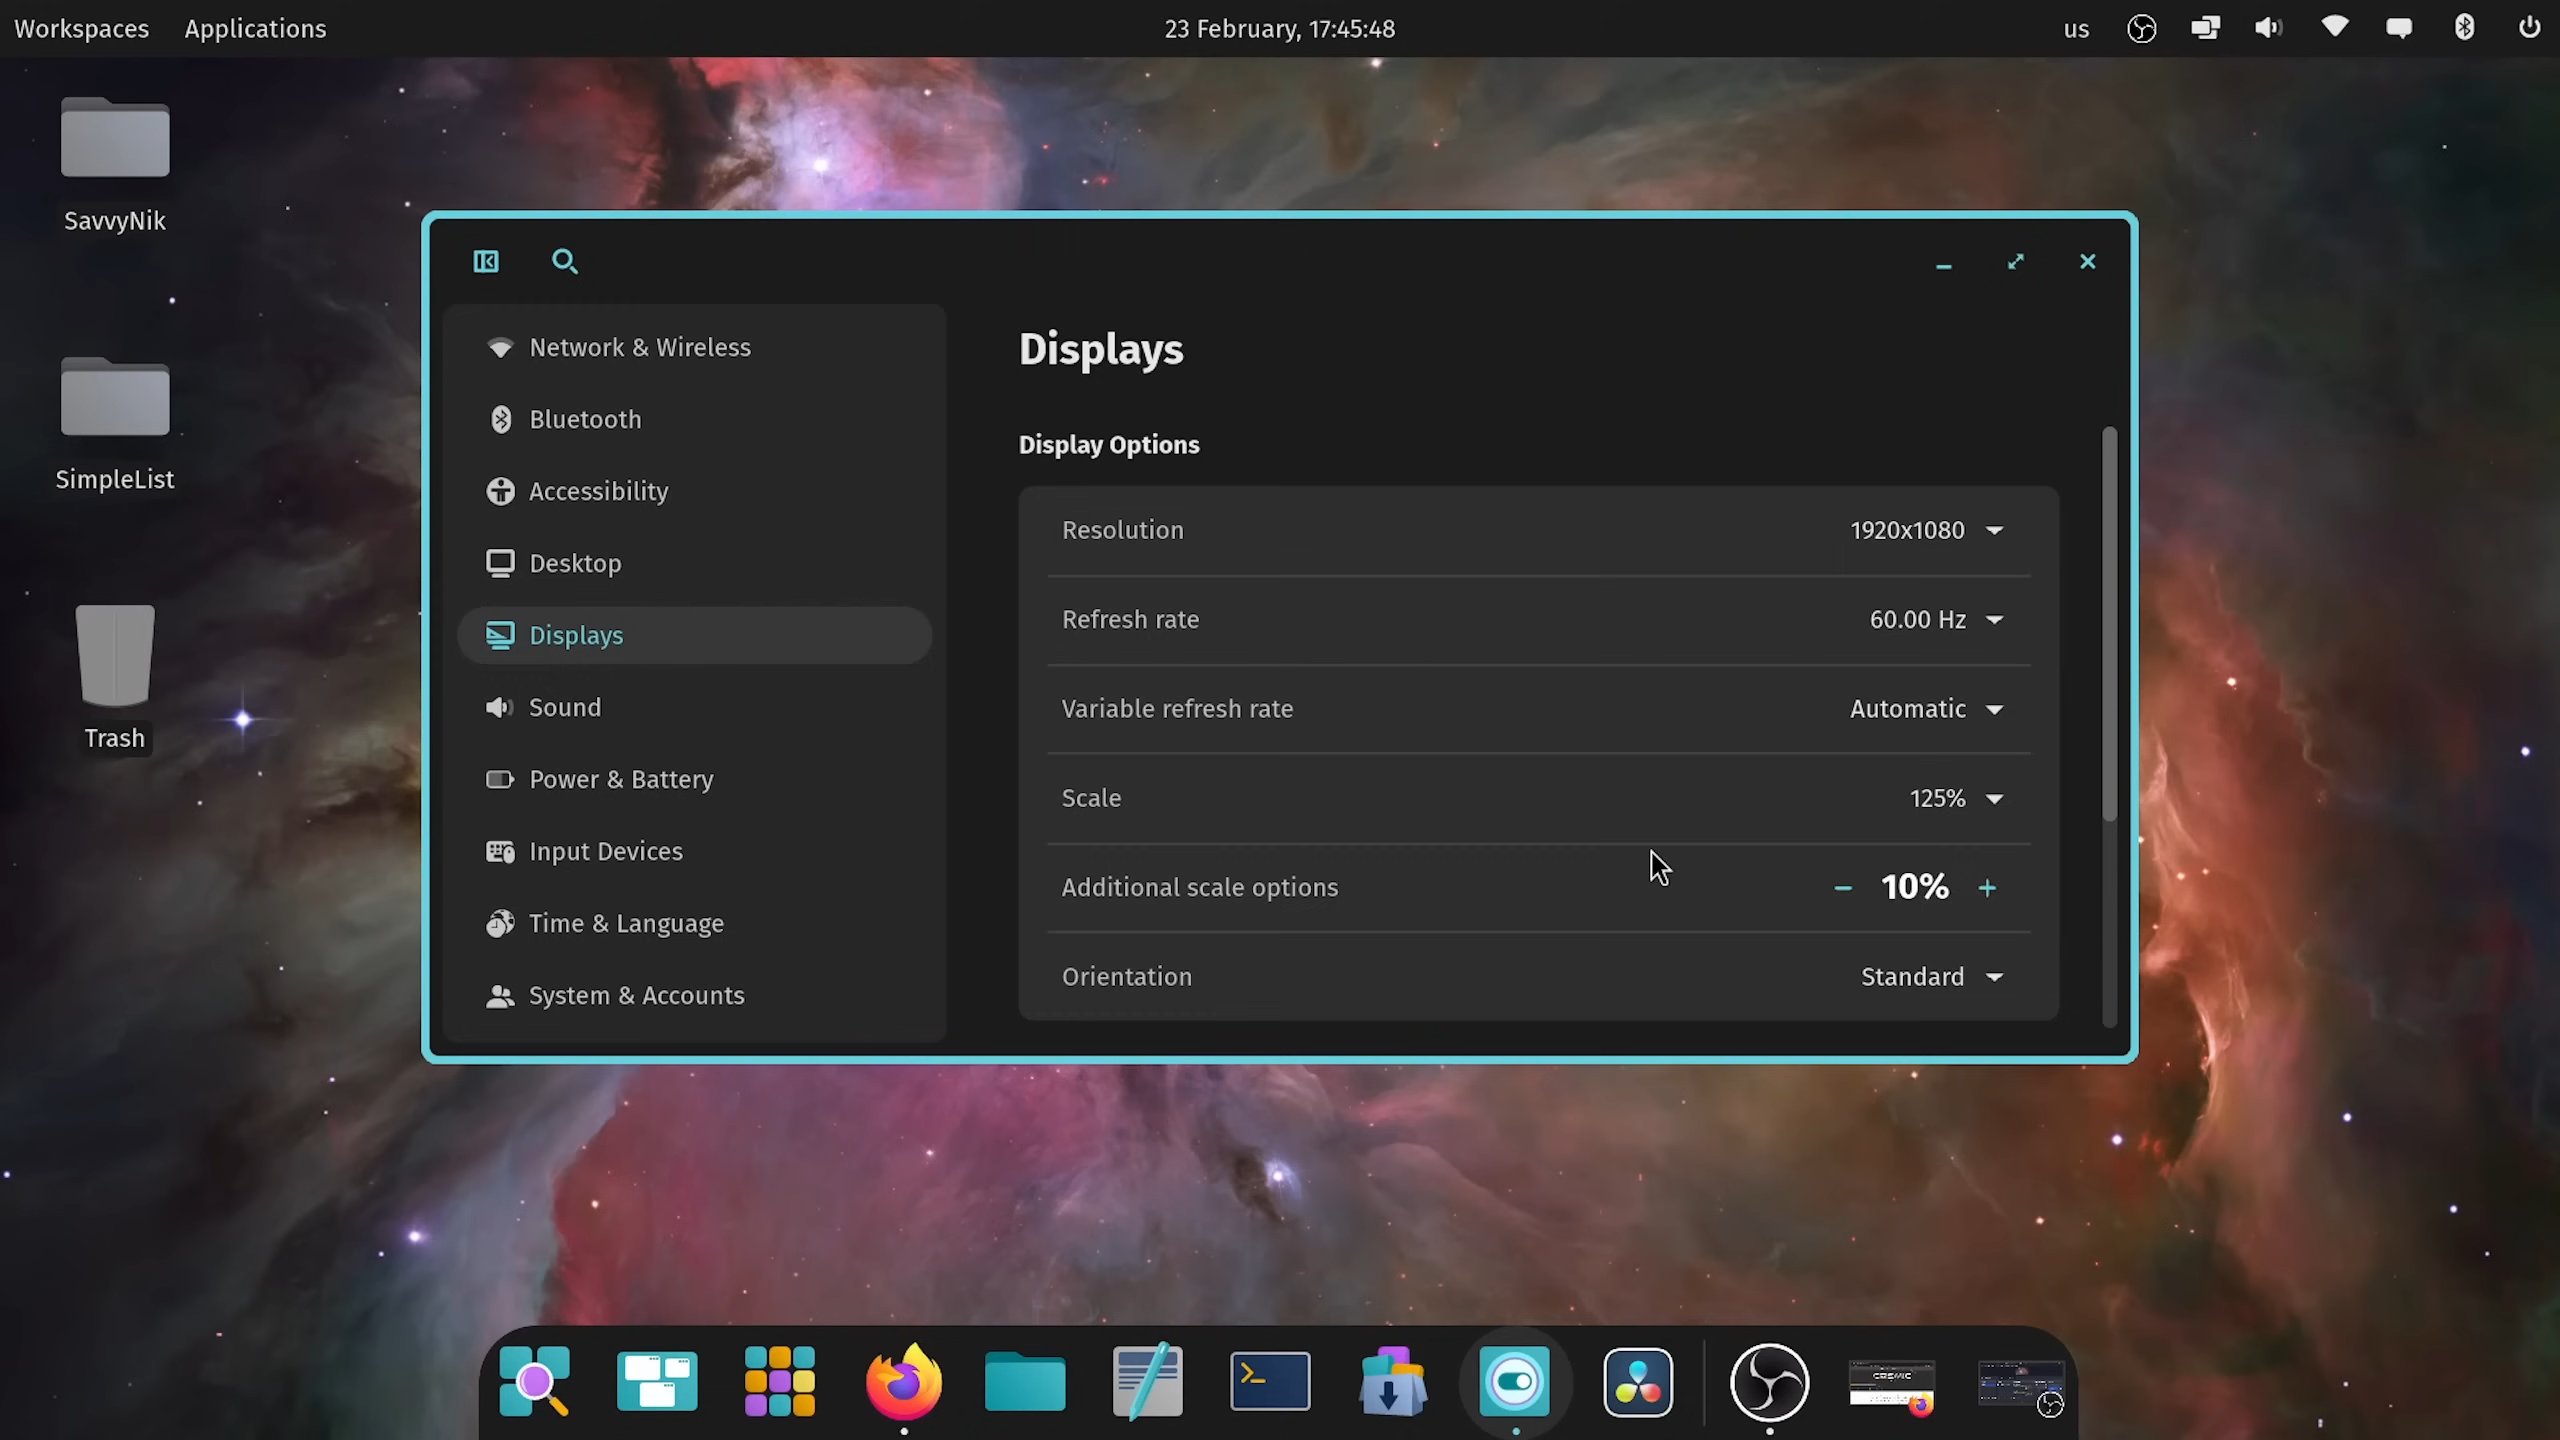 Workspaces Applications 23 February, 17:45:48 us
SavvyNik
SimpleList
Trash
Network & Wireless
Bluetooth
Accessibility
Desktop
Displays
Sound
Power & Battery
Input Devices
Time & Language
System & Accounts
Displays
Display Options
Resolution 1920x1080
Refresh rate 60.00 Hz
Variable refresh rate Automatic
Scale 125%
Additional scale options − 10% +
Orientation Standard
COSMIC